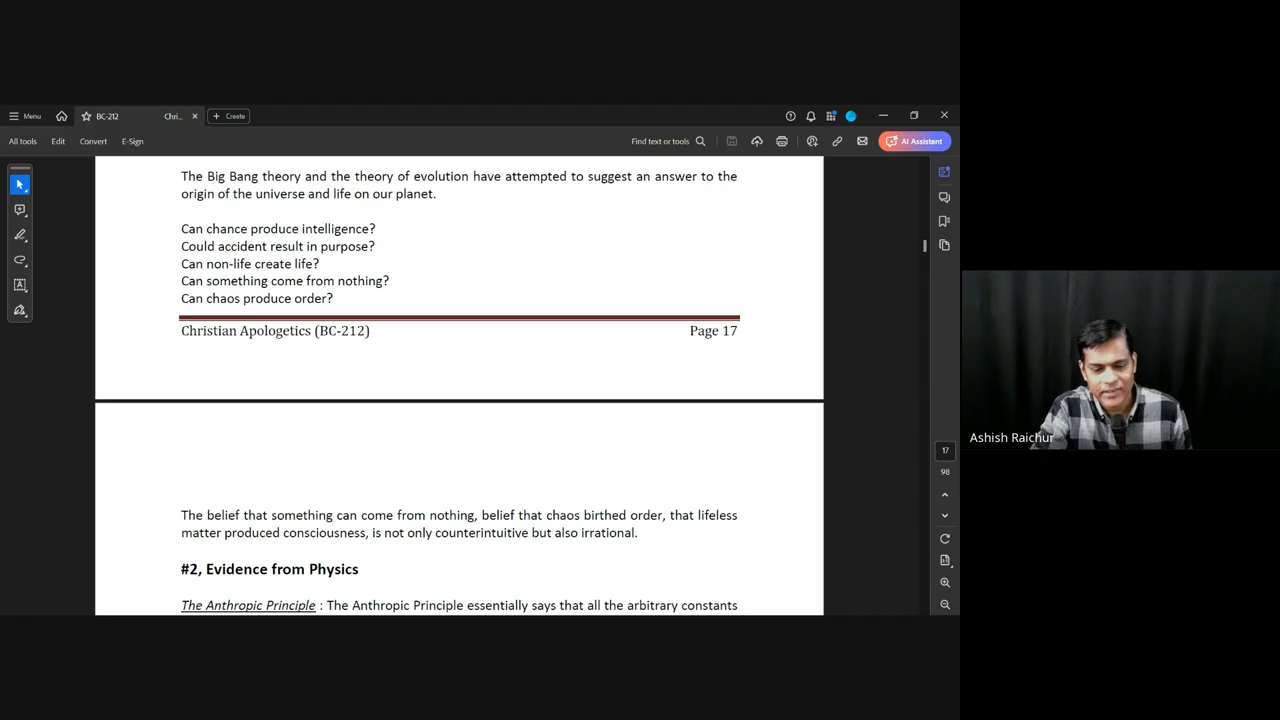 Menu
BC-212 Chri...
Create
All tools
Edit
Convert
E-Sign
Find text or tools
AI Assistant
The Big Bang theory and the theory of evolution have attempted to suggest an answer to the
origin of the universe and life on our planet.
Can chance produce intelligence?
Could accident result in purpose?
Can non-life create life?
Can something come from nothing?
Can chaos produce order?
Christian Apologetics (BC-212) Page 17
The belief that something can come from nothing, belief that chaos birthed order, that lifeless
matter produced consciousness, is not only counterintuitive but also irrational.
#2, Evidence from Physics
The Anthropic Principle : The Anthropic Principle essentially says that all the arbitrary constants
17
98
Ashish Raichur